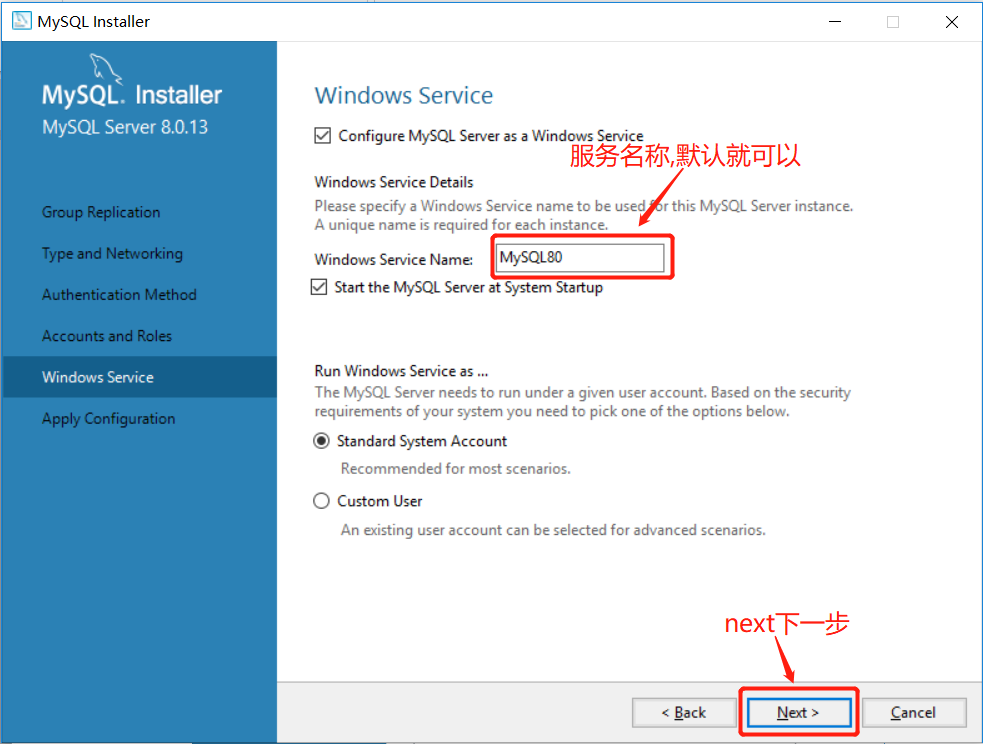 MySQL Installer
MySQL. Installer
MySQL Server 8.0.13
Group Replication
Type and Networking
Authentication Method
Accounts and Roles
Windows Service
Apply Configuration
Windows Service
Configure MySQL Server as a Windows Service
服务名称,默认就可以
Windows Service Details
Please specify a Windows Service name to be used for this MySQL Server instance.
A unique name is required for each instance.
Windows Service Name: MySQL80
Start the MySQL Server at System Startup
Run Windows Service as ...
The MySQL Server needs to run under a given user account. Based on the security
requirements of your system you need to pick one of the options below.
Standard System Account
Recommended for most scenarios.
Custom User
An existing user account can be selected for advanced scenarios.
next下一步
< Back Next > Cancel